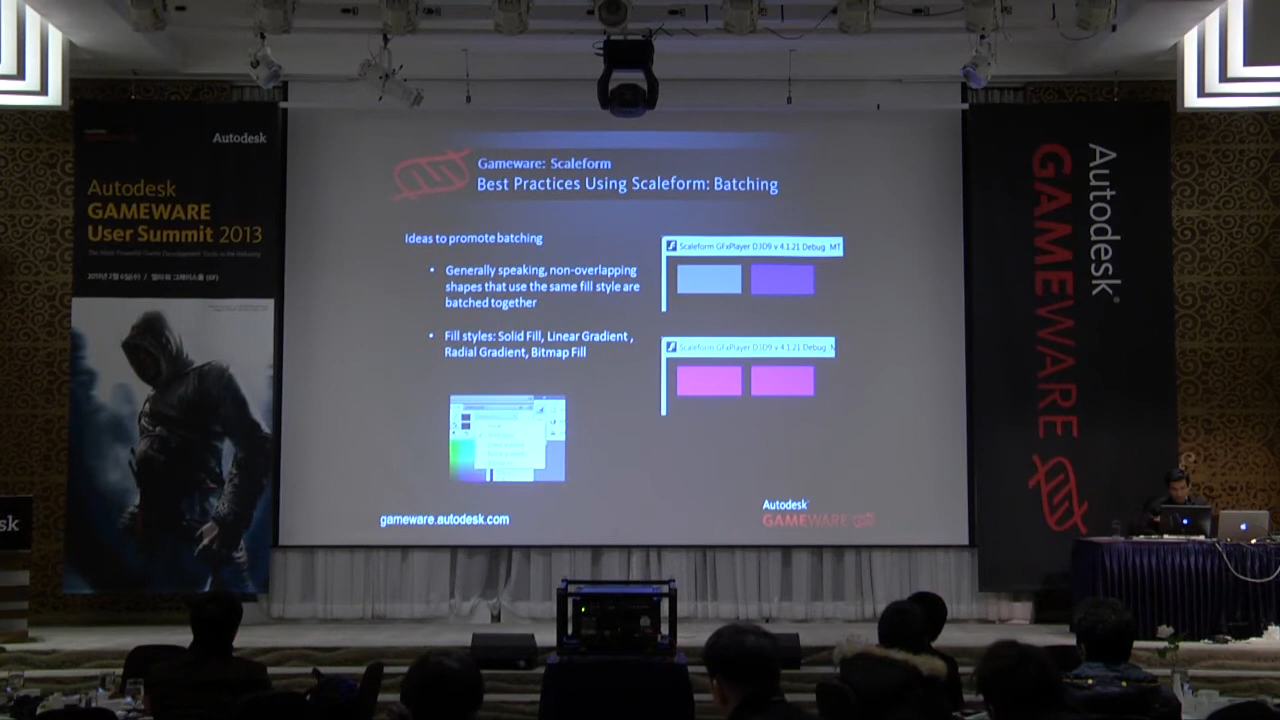 Autodesk
Autodesk
GAMEWARE
User Summit 2013
Gameware: Scaleform
Best Practices Using Scaleform: Batching
Ideas to promote batching
• Generally speaking, non-overlapping
shapes that use the same fill style are
batched together
• Fill styles: Solid Fill, Linear Gradient ,
Radial Gradient, Bitmap Fill
Scaleform GFxPlayer D3D9 v 4.1.21 Debug MT
Scaleform GFxPlayer D3D9 v 4.1.21 Debug
gameware.autodesk.com
Autodesk
GAMEWARE
Autodesk®
GAMEWARE
sk